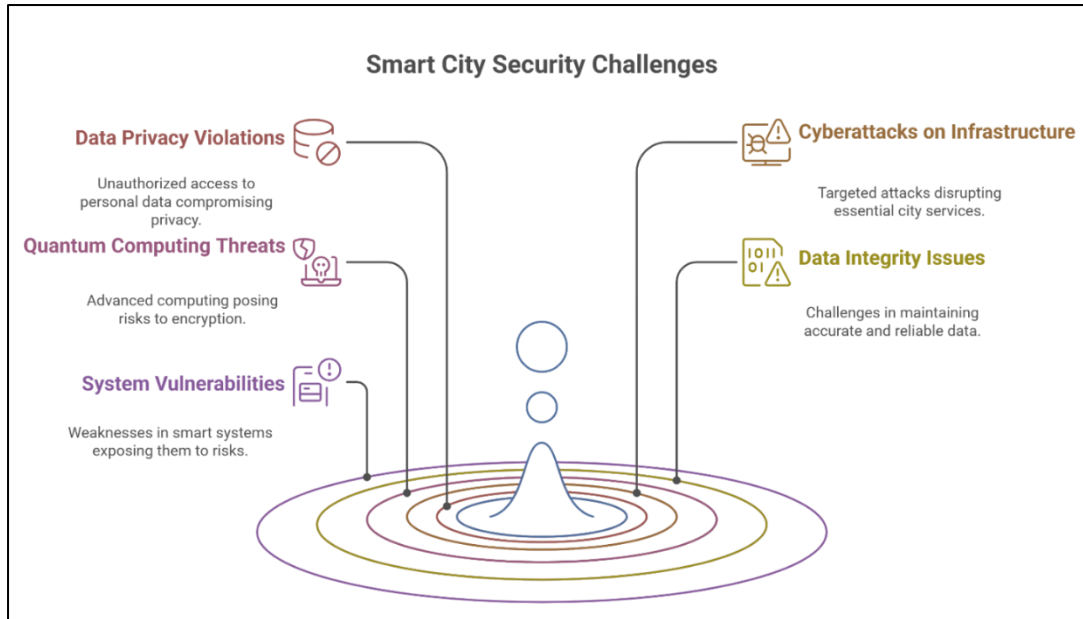 Smart City Security Challenges
Data Privacy Violations
Unauthorized access to
personal data compromising
privacy.
Quantum Computing Threats
Advanced computing posing
risks to encryption.
System Vulnerabilities
Weaknesses in smart systems
exposing them to risks.
Cyberattacks on Infrastructure
Targeted attacks disrupting
essential city services.
1011
01
Data Integrity Issues
Challenges in maintaining
accurate and reliable data.